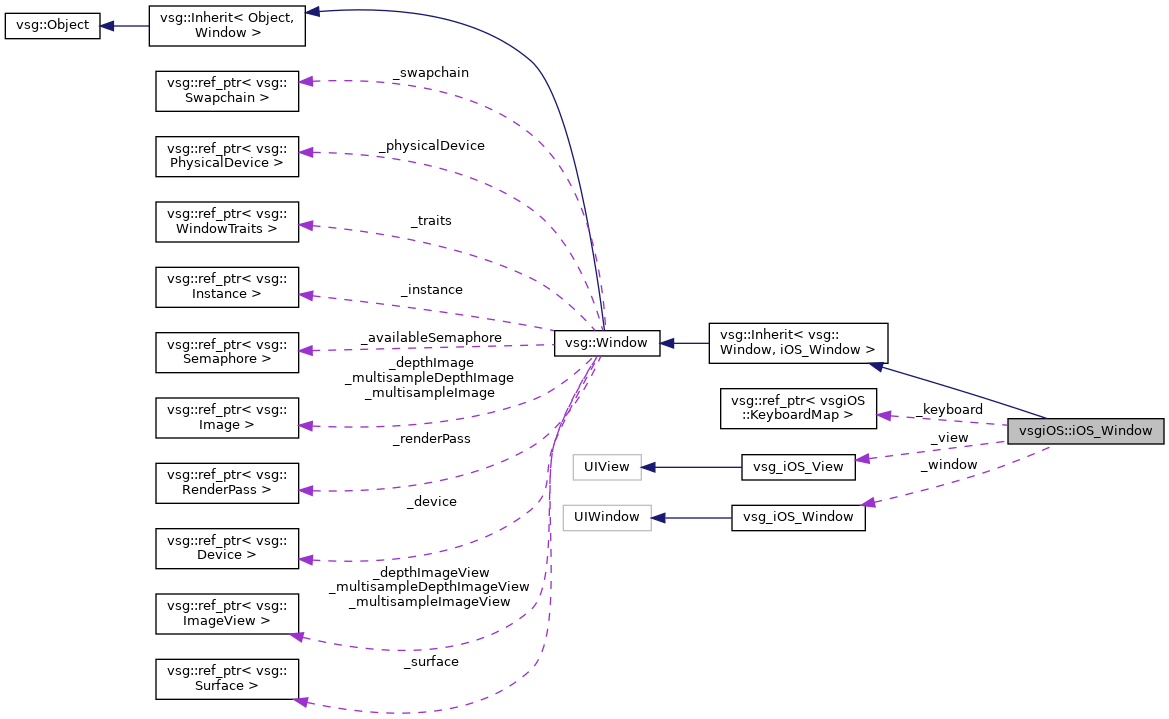 vsg::Object
vsg::Inherit< Object,
Window >
_swapchain
vsg::ref_ptr< vsg::
Swapchain >
_physicalDevice
vsg::ref_ptr< vsg::
PhysicalDevice >
_traits
vsg::ref_ptr< vsg::
WindowTraits >
_instance
vsg::ref_ptr< vsg::
Instance >
_availableSemaphore
vsg::ref_ptr< vsg::
Semaphore >
_depthImage
_multisampleDepthImage
_multisampleImage
vsg::ref_ptr< vsg::
Image >
_renderPass
vsg::ref_ptr< vsg::
RenderPass >
_device
vsg::ref_ptr< vsg::
Device >
_depthImageView
_multisampleDepthImageView
_multisampleImageView
vsg::ref_ptr< vsg::
ImageView >
_surface
vsg::ref_ptr< vsg::
Surface >
vsg::Window
vsg::Inherit< vsg::
Window, iOS_Window >
vsg::ref_ptr< vsgiOS
::KeyboardMap >
_keyboard
vsgiOS::iOS_Window
_view
UIView
vsg_iOS_View
_window
UIWindow
vsg_iOS_Window